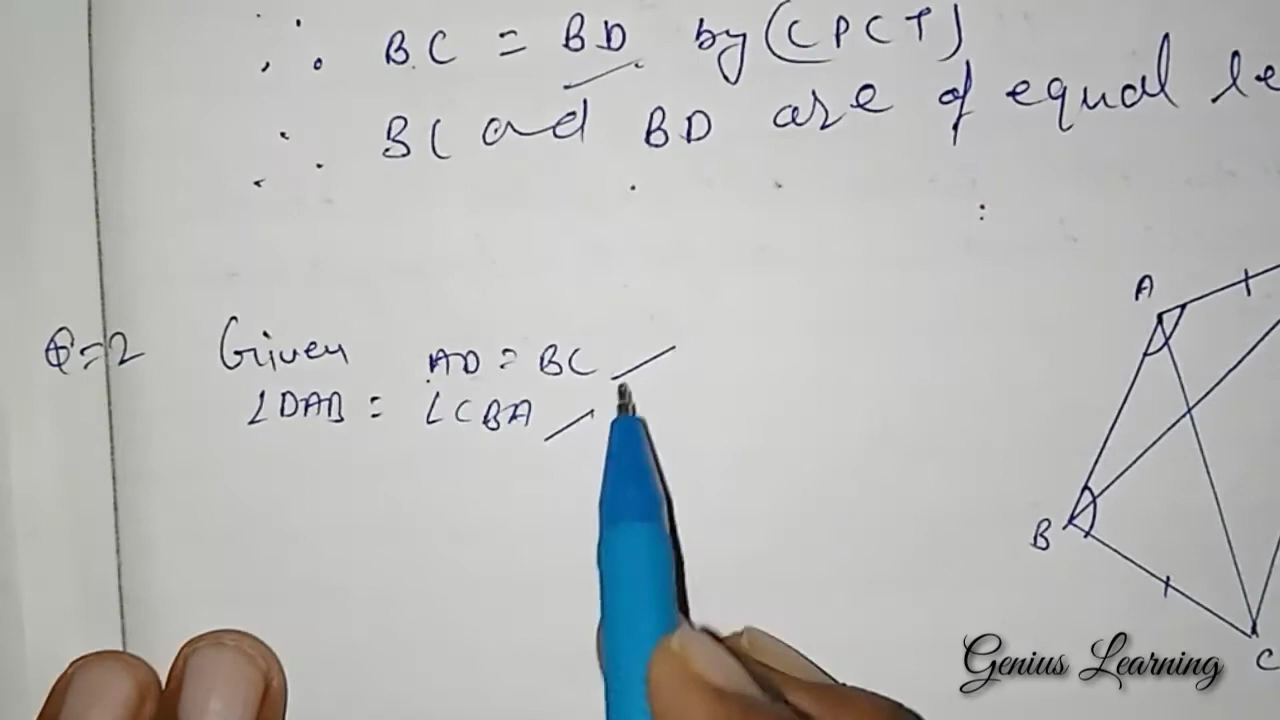 ∴ BC = BD by (CPCT)
∴ BC and BD are of equal le
Q=2 Given AD = BC
∠DAB = ∠CBA
A
B
C
Genius Learning